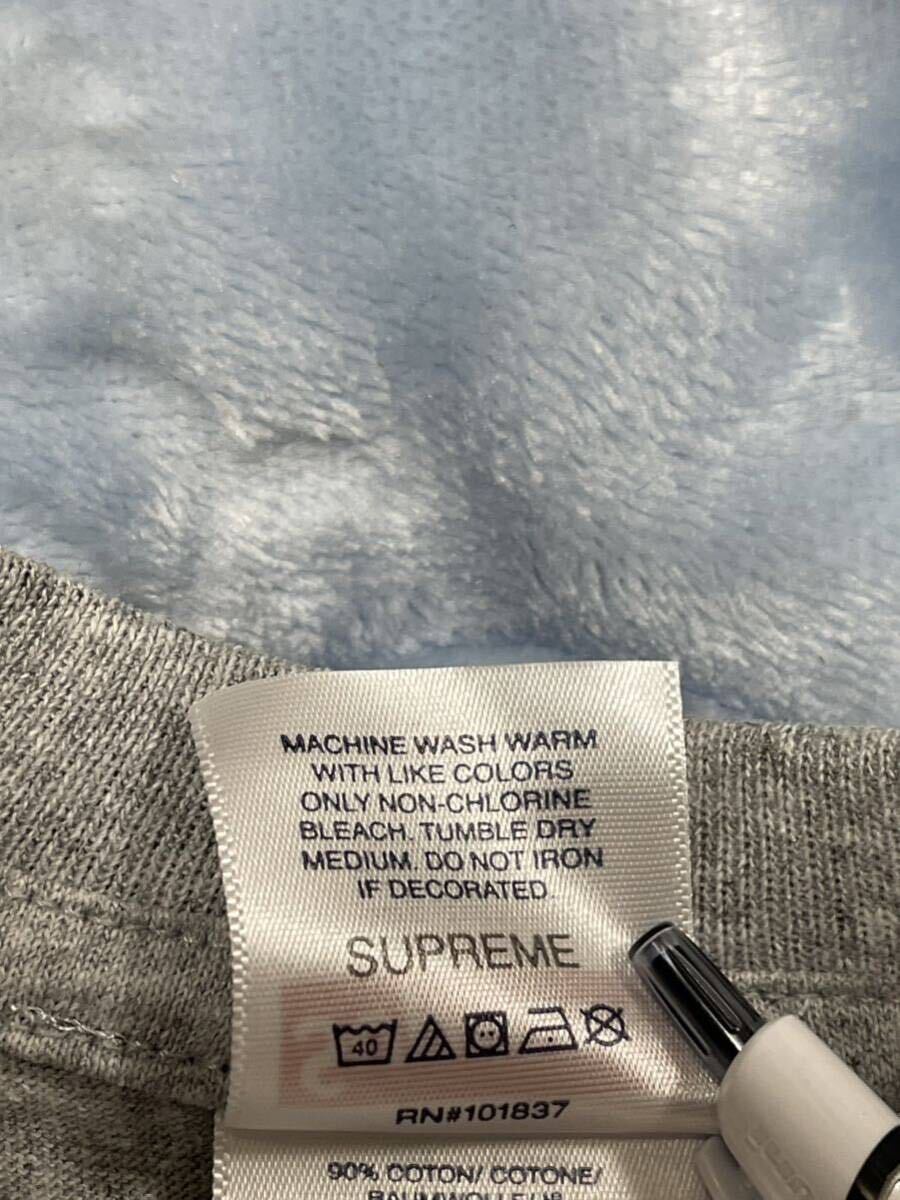 MACHINE WASH WARM
WITH LIKE COLORS
ONLY NON-CHLORINE
BLEACH. TUMBLE DRY
MEDIUM. DO NOT IRON
IF DECORATED.
SUPREME
40
RN#101837
90% COTON/ COTONE/